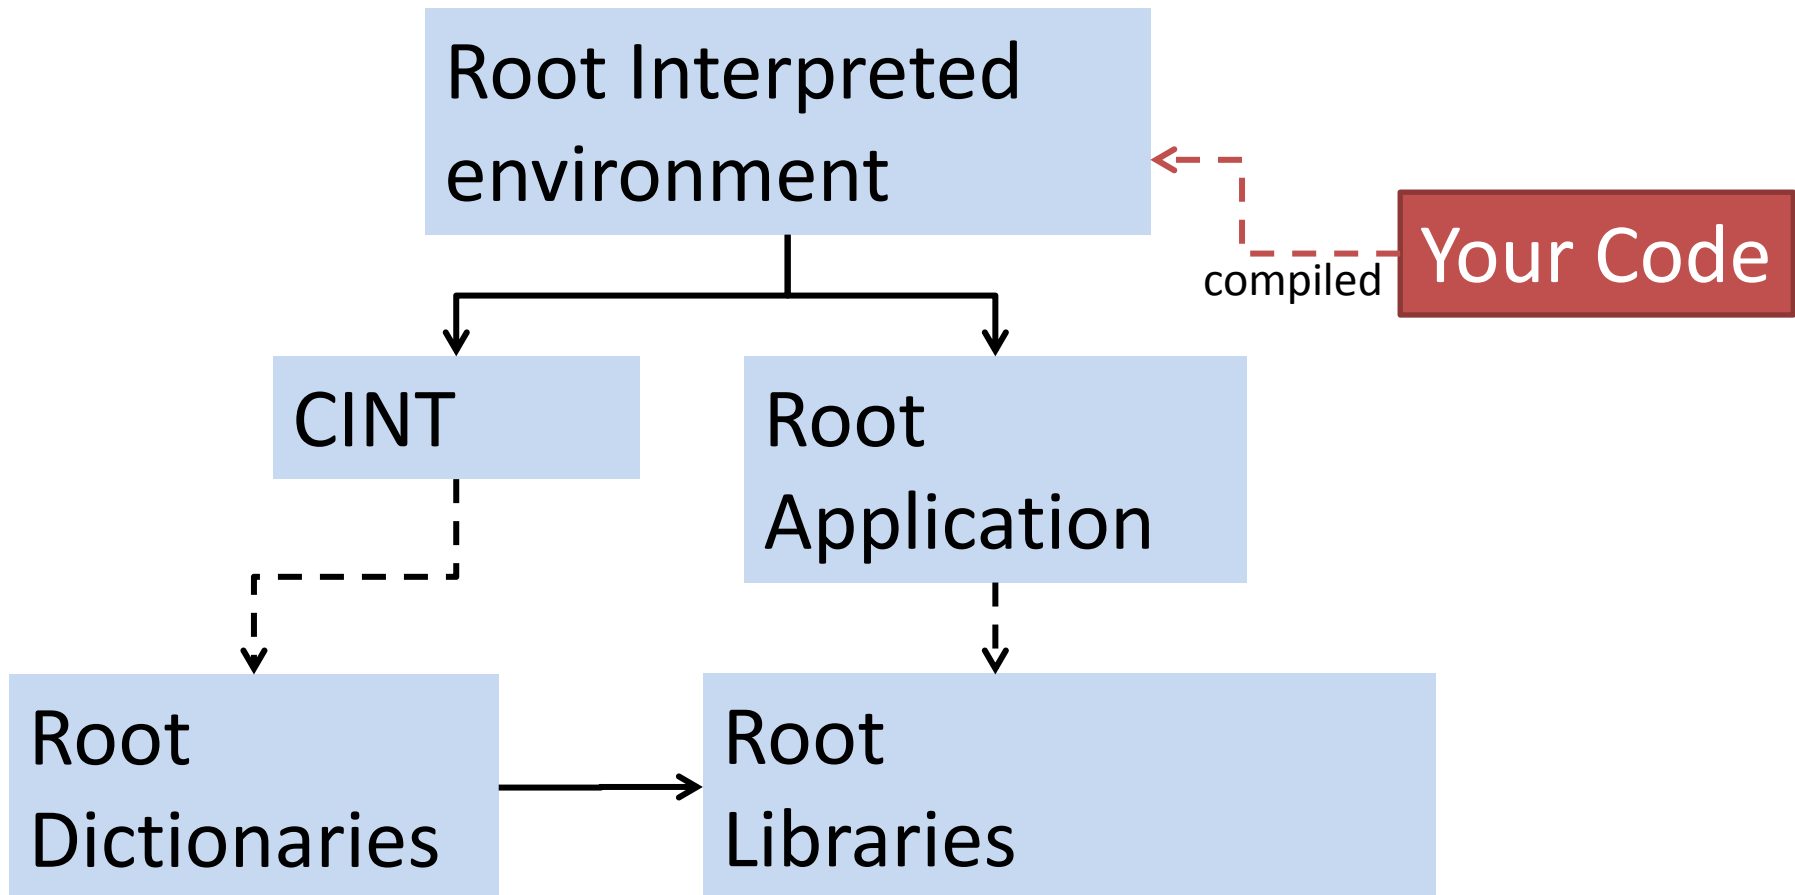 Root Interpreted
environment
compiled
Your Code
CINT
Root
Application
Root
Dictionaries
Root
Libraries